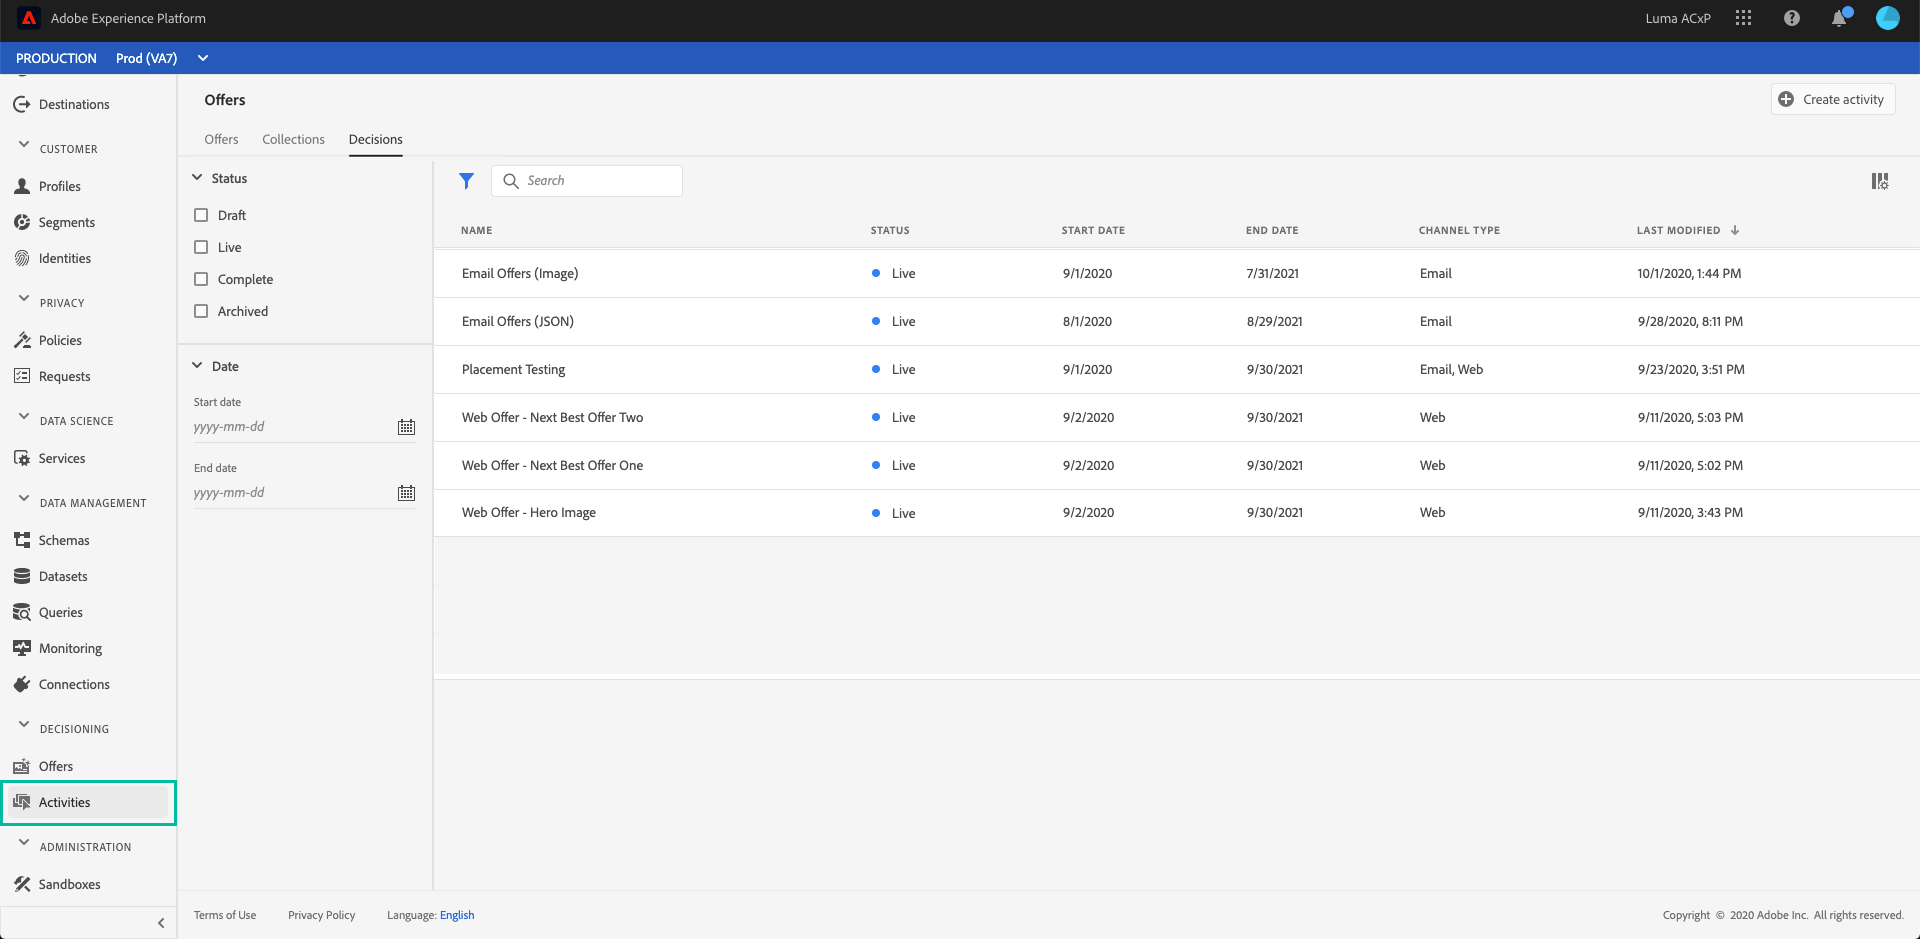 Adobe Experience Platform
Luma ACxP
PRODUCTION Prod (VA7)
Destinations
CUSTOMER
Profiles
Segments
Identities
PRIVACY
Policies
Requests
DATA SCIENCE
Services
DATA MANAGEMENT
Schemas
Datasets
Queries
Monitoring
Connections
DECISIONING
Offers
Activities
ADMINISTRATION
Sandboxes
Offers
Create activity
Offers Collections Decisions
Status
Draft
Live
Complete
Archived
Date
Start date
yyyy-mm-dd
End date
yyyy-mm-dd
Search
NAME STATUS START DATE END DATE CHANNEL TYPE LAST MODIFIED
Email Offers (Image) Live 9/1/2020 7/31/2021 Email 10/1/2020, 1:44 PM
Email Offers (JSON) Live 8/1/2020 8/29/2021 Email 9/28/2020, 8:11 PM
Placement Testing Live 9/1/2020 9/30/2021 Email, Web 9/23/2020, 3:51 PM
Web Offer - Next Best Offer Two Live 9/2/2020 9/30/2021 Web 9/11/2020, 5:03 PM
Web Offer - Next Best Offer One Live 9/2/2020 9/30/2021 Web 9/11/2020, 5:02 PM
Web Offer - Hero Image Live 9/2/2020 9/30/2021 Web 9/11/2020, 3:43 PM
Terms of Use Privacy Policy Language: English
Copyright © 2020 Adobe Inc. All rights reserved.